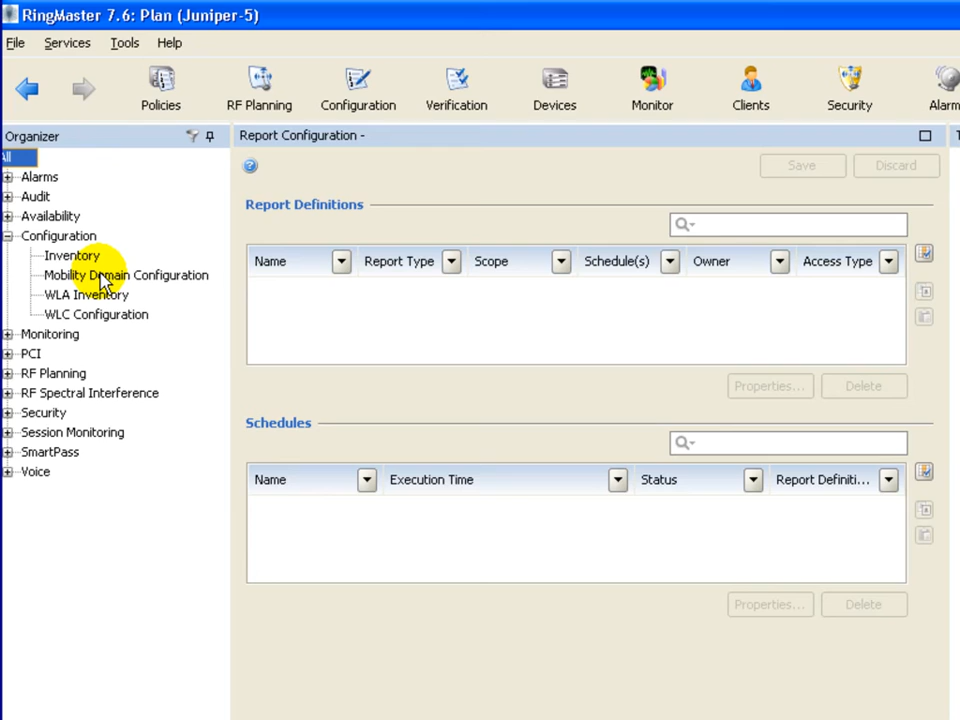 RingMaster 7.6: Plan (Juniper-5)
File Services Tools Help
Policies RF Planning Configuration Verification Devices Monitor Clients Security Alarm
Organizer
Report Configuration -
Save Discard
All
Alarms
Audit
Availability
Configuration
Inventory
Mobility Domain Configuration
WLA Inventory
WLC Configuration
Monitoring
PCI
RF Planning
RF Spectral Interference
Security
Session Monitoring
SmartPass
Voice
Report Definitions
Name Report Type Scope Schedule(s) Owner Access Type
Properties... Delete
Schedules
Name Execution Time Status Report Definiti...
Properties... Delete